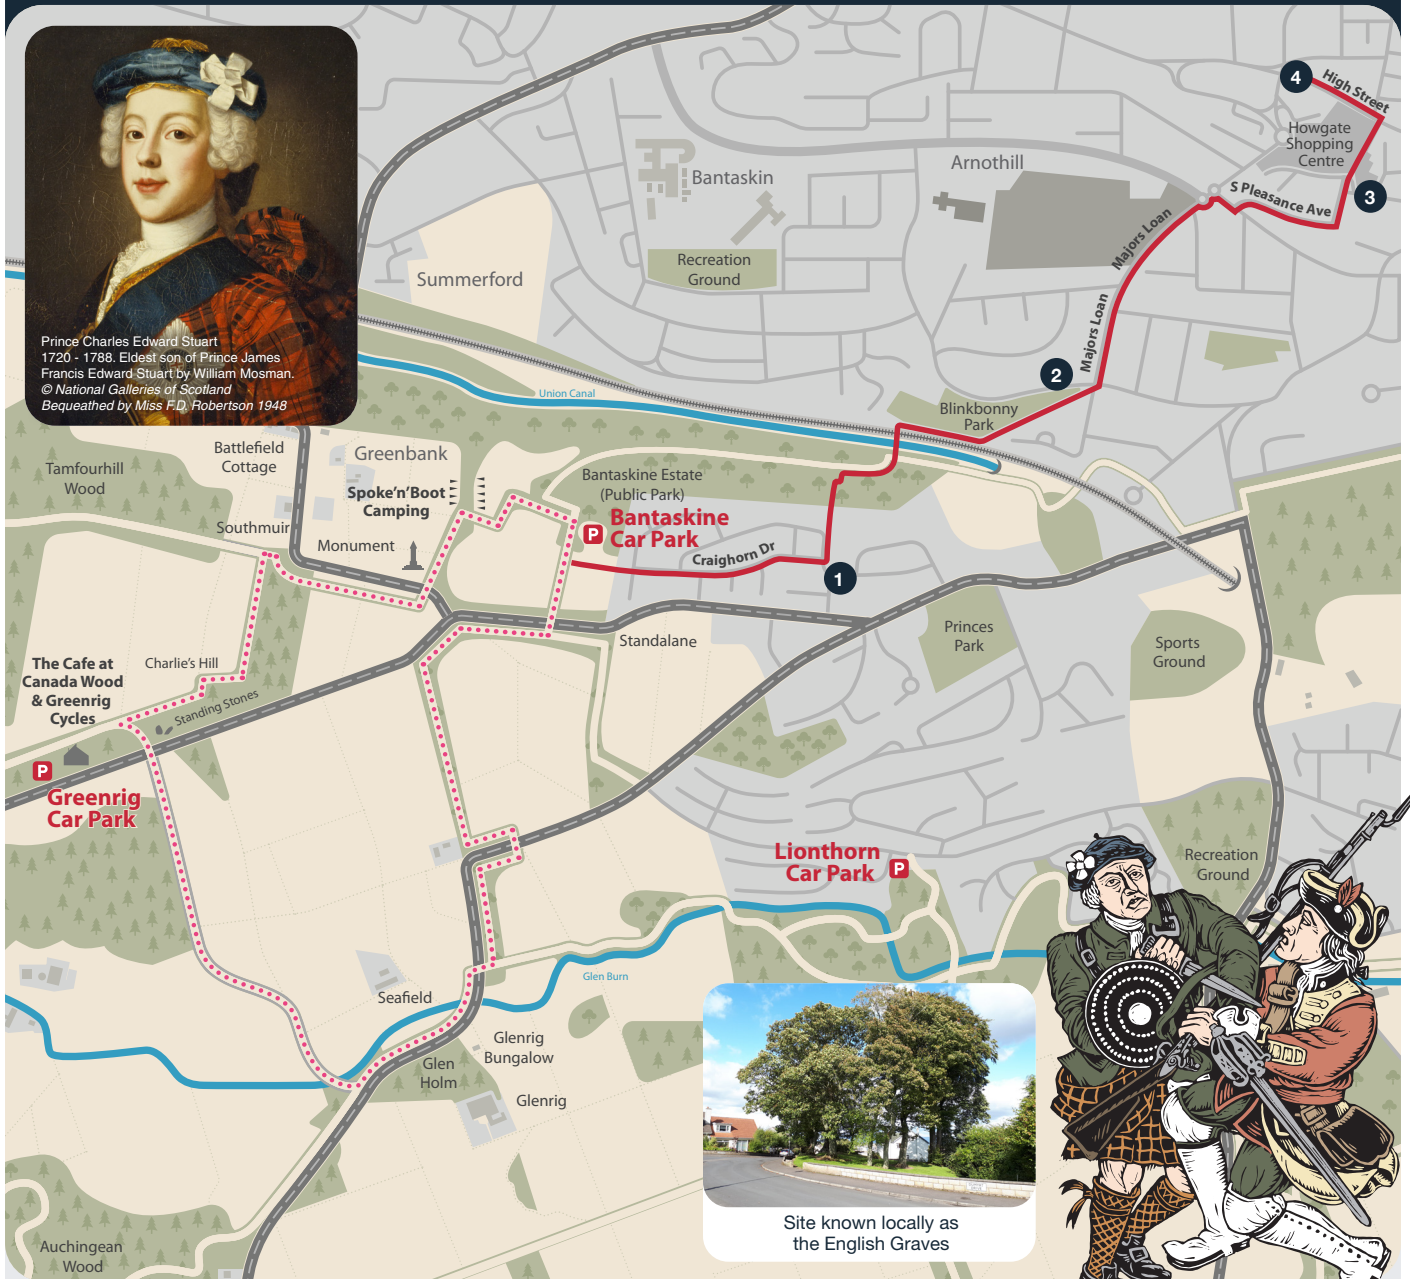 Prince Charles Edward Stuart
1720 - 1788. Eldest son of Prince James
Francis Edward Stuart by William Mosman.
© National Galleries of Scotland
Bequeathed by Miss F.D. Robertson 1948
4
High Street
Howgate
Shopping
Centre
3
S Pleasance Ave
Arnothill
Bantaskin
Majors Loan
Recreation
Ground
Summerford
Majors Loan
2
Union Canal
Blinkbonny
Park
Battlefield
Cottage
Greenbank
Tamfourhill
Wood
Bantaskine Estate
(Public Park)
Spoke'n'Boot
Camping
Southmuir
P
Bantaskine
Car Park
Monument
Craighorn Dr
1
Standalane
Princes
Park
Sports
Ground
The Cafe at
Canada Wood
& Greenrig
Cycles
Charlie's Hill
Standing Stones
P
Greenrig
Car Park
Lionthorn
Car Park
P
Recreation
Ground
Glen Burn
Seafield
Glenrig
Bungalow
Glen
Holm
Glenrig
Auchingean
Wood
Site known locally as
the English Graves